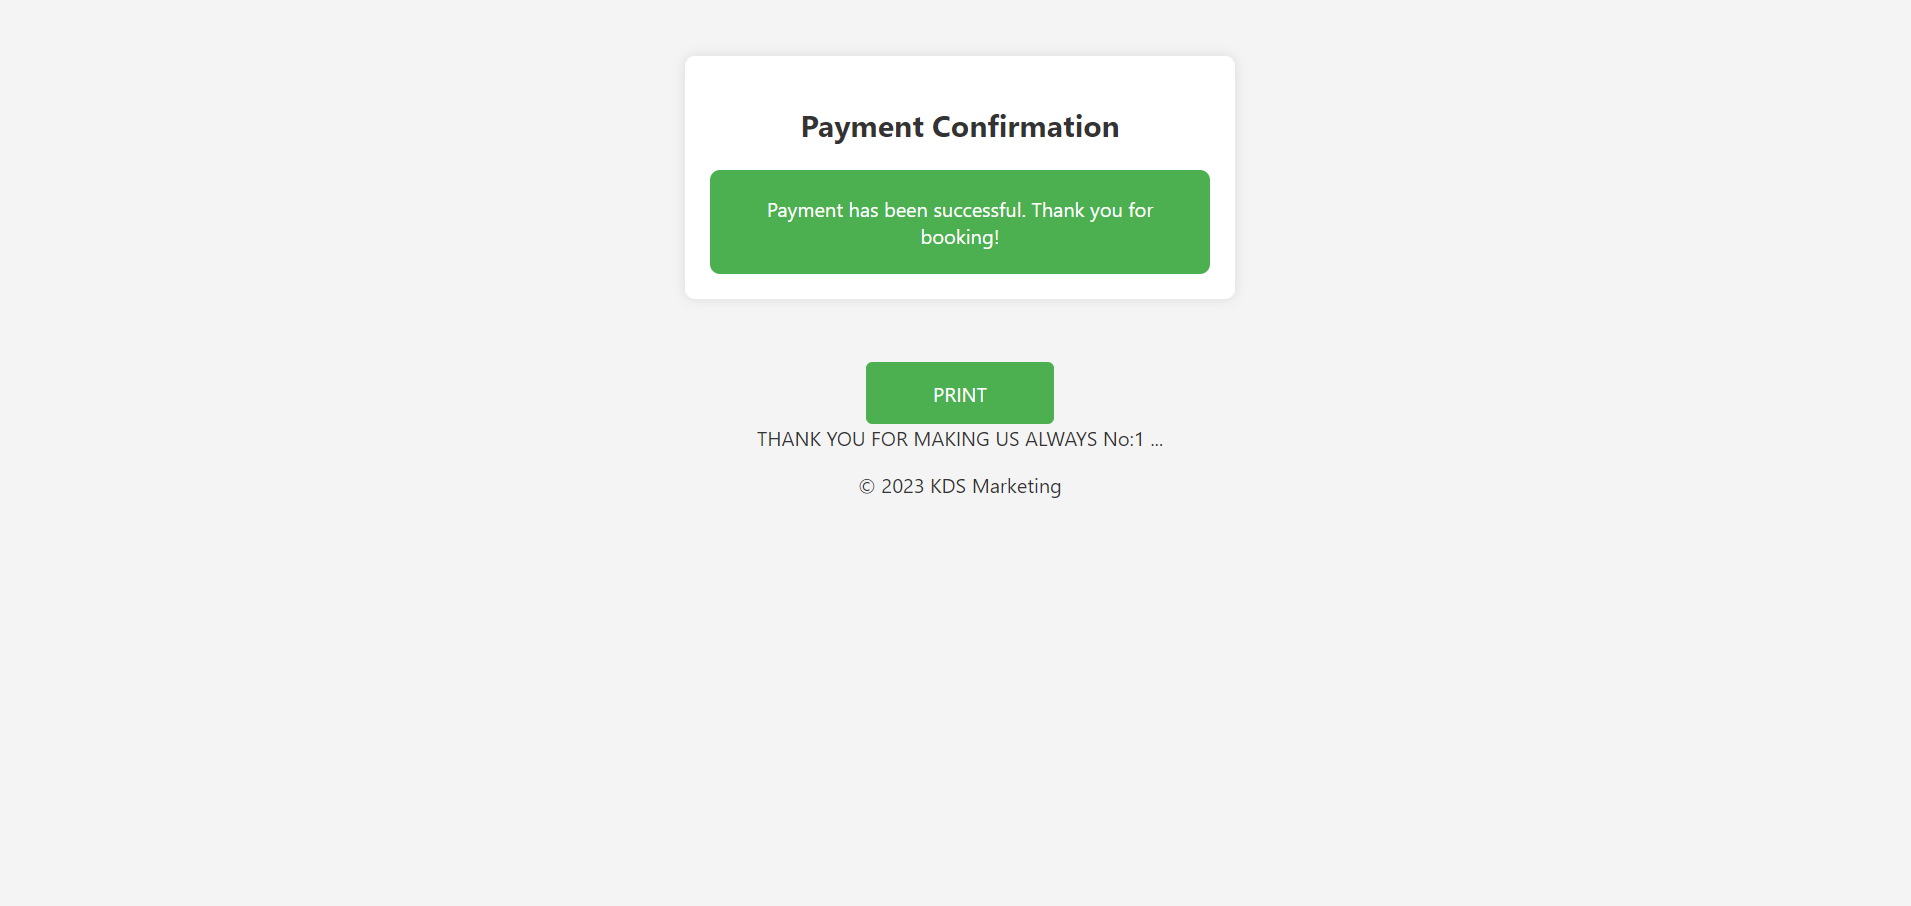 Payment Confirmation
Payment has been successful. Thank you for
booking!
PRINT
THANK YOU FOR MAKING US ALWAYS No:1 ...
© 2023 KDS Marketing